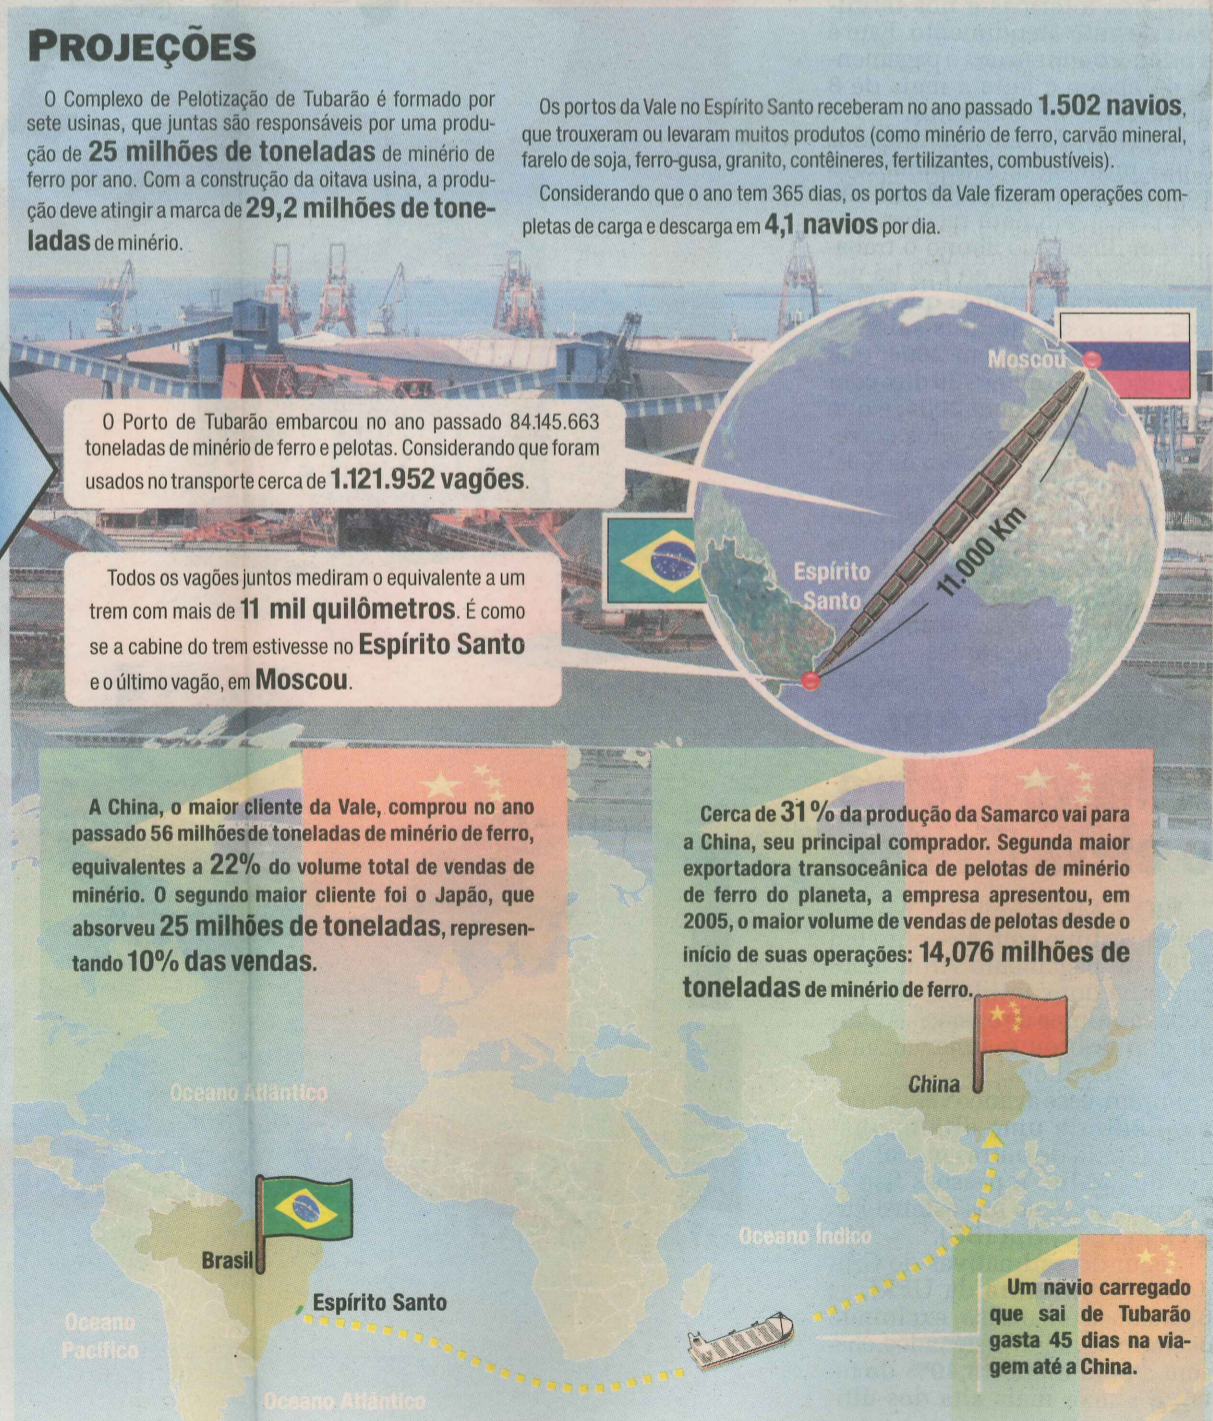 PROJEÇÕES
O Complexo de Pelotização de Tubarão é formado por
sete usinas, que juntas são responsáveis por uma produ-
ção de 25 milhões de toneladas de minério de
ferro por ano. Com a construção da oitava usina, a produ-
ção deve atingir a marca de 29,2 milhões de tone-
ladas de minério.
Os portos da Vale no Espírito Santo receberam no ano passado 1.502 navios,
que trouxeram ou levaram muitos produtos (como minério de ferro, carvão mineral,
farelo de soja, ferro-gusa, granito, contêineres, fertilizantes, combustíveis).
Considerando que o ano tem 365 dias, os portos da Vale fizeram operações com-
pletas de carga e descarga em 4,1 navios por dia.
Moscou
O Porto de Tubarão embarcou no ano passado 84.145.663
toneladas de minério de ferro e pelotas. Considerando que foram
usados no transporte cerca de 1.121.952 vagões.
11.000 Km
Espírito
Santo
Todos os vagões juntos mediram o equivalente a um
trem com mais de 11 mil quilômetros. É como
se a cabine do trem estivesse no Espírito Santo
e o último vagão, em Moscou.
A China, o maior cliente da Vale, comprou no ano
passado 56 milhões de toneladas de minério de ferro,
equivalentes a 22% do volume total de vendas de
minério. O segundo maior cliente foi o Japão, que
absorveu 25 milhões de toneladas, represen-
tando 10% das vendas.
Cerca de 31% da produção da Samarco vai para
a China, seu principal comprador. Segunda maior
exportadora transoceânica de pelotas de minério
de ferro do planeta, a empresa apresentou, em
2005, o maior volume de vendas de pelotas desde o
início de suas operações: 14,076 milhões de
toneladas de minério de ferro.
China
Oceano Atlântico
Brasil
Oceano Índico
Espírito Santo
Oceano
Pacífico
Oceano Atlântico
Um navio carregado
que sai de Tubarão
gasta 45 dias na via-
gem até a China.